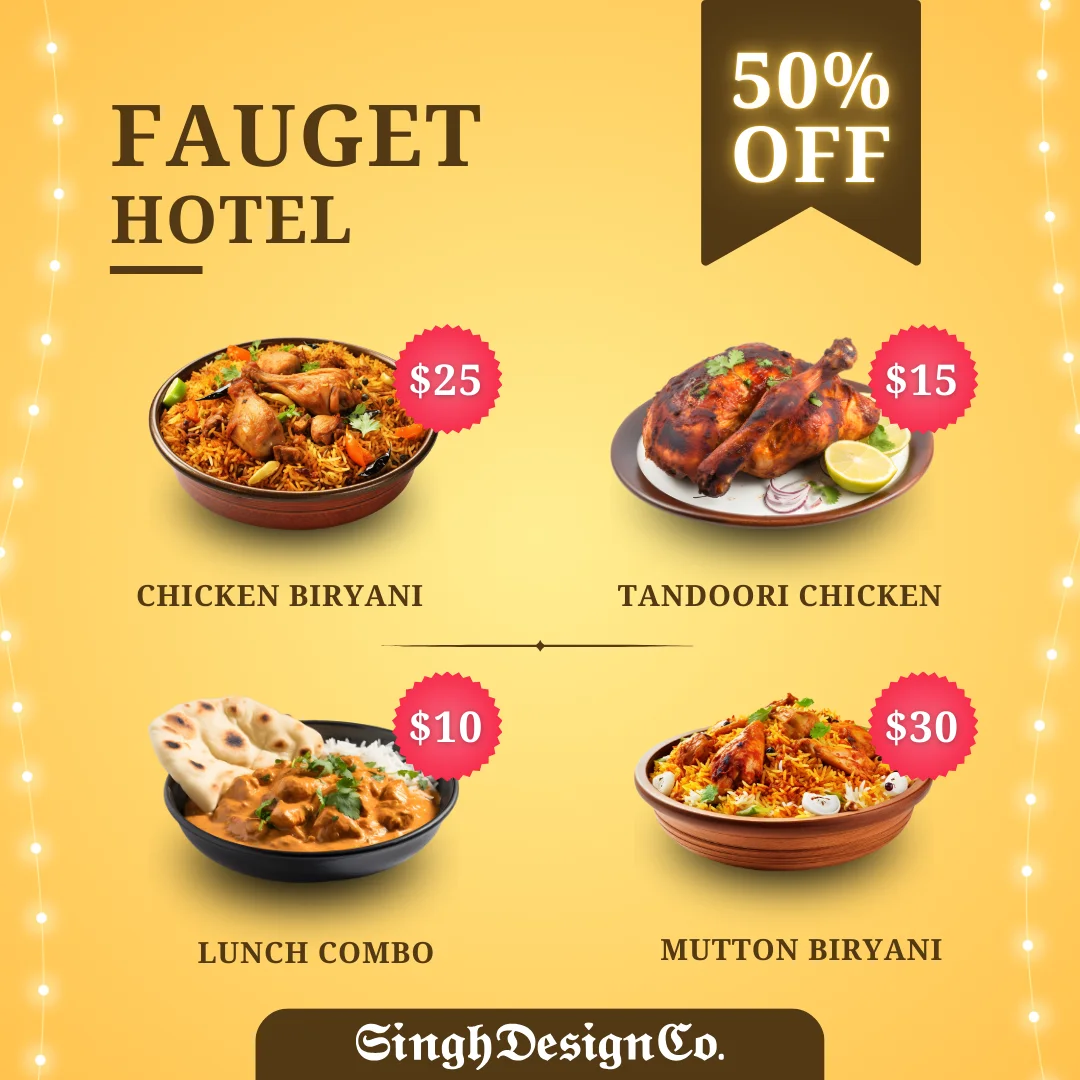 50%
OFF
FAUGET
HOTEL
$25
$15
CHICKEN BIRYANI
TANDOORI CHICKEN
$10
$30
LUNCH COMBO
MUTTON BIRYANI
SinghDesignCo.